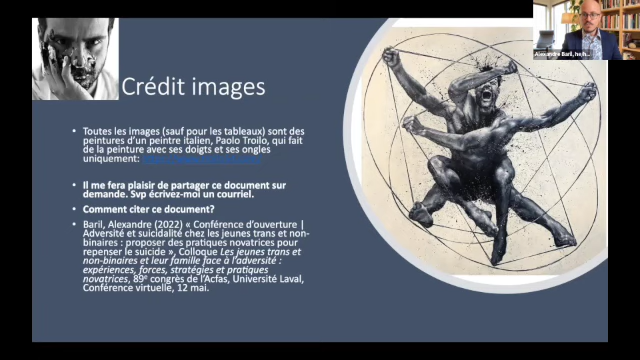 Alexandre Baril, he/h...
Crédit images
• Toutes les images (sauf pour les tableaux) sont des
peintures d'un peintre italien, Paolo Troilo, qui fait
de la peinture avec ses doigts et ses ongles
uniquement:
• Il me fera plaisir de partager ce document sur
demande. Svp écrivez-moi un courriel.
• Comment citer ce document?
• Baril, Alexandre (2022) « Conférence d'ouverture |
Adversité et suicidalité chez les jeunes trans et non-
binaires : proposer des pratiques novatrices pour
repenser le suicide », Colloque Les jeunes trans et
non-binaires et leur famille face à l'adversité :
expériences, forces, stratégies et pratiques
novatrices, 89e congrès de l'Acfas, Université Laval,
Conférence virtuelle, 12 mai.